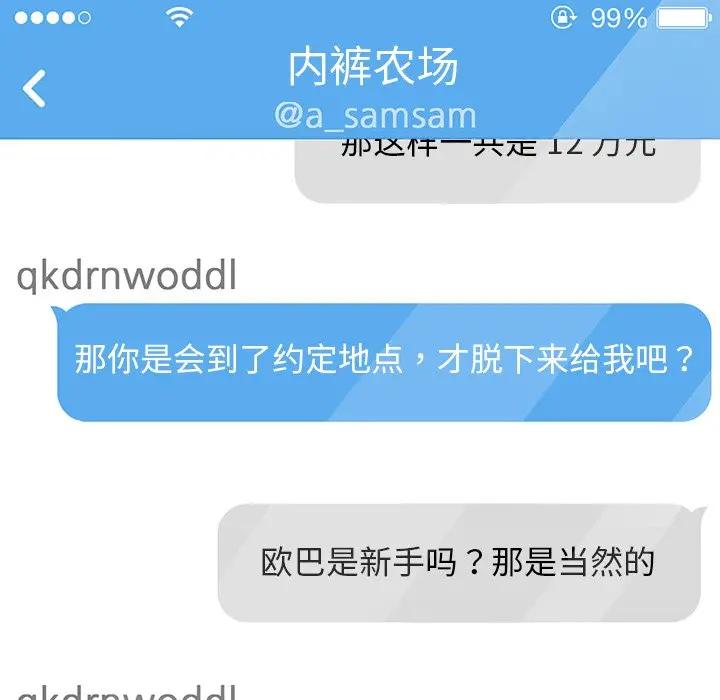 99%
内裤农场
@a_samsam
那这样一共是 12 万元
qkdrnwoddl
那你是会到了约定地点，才脱下来给我吧？
欧巴是新手吗？那是当然的
qkdrnwoddl